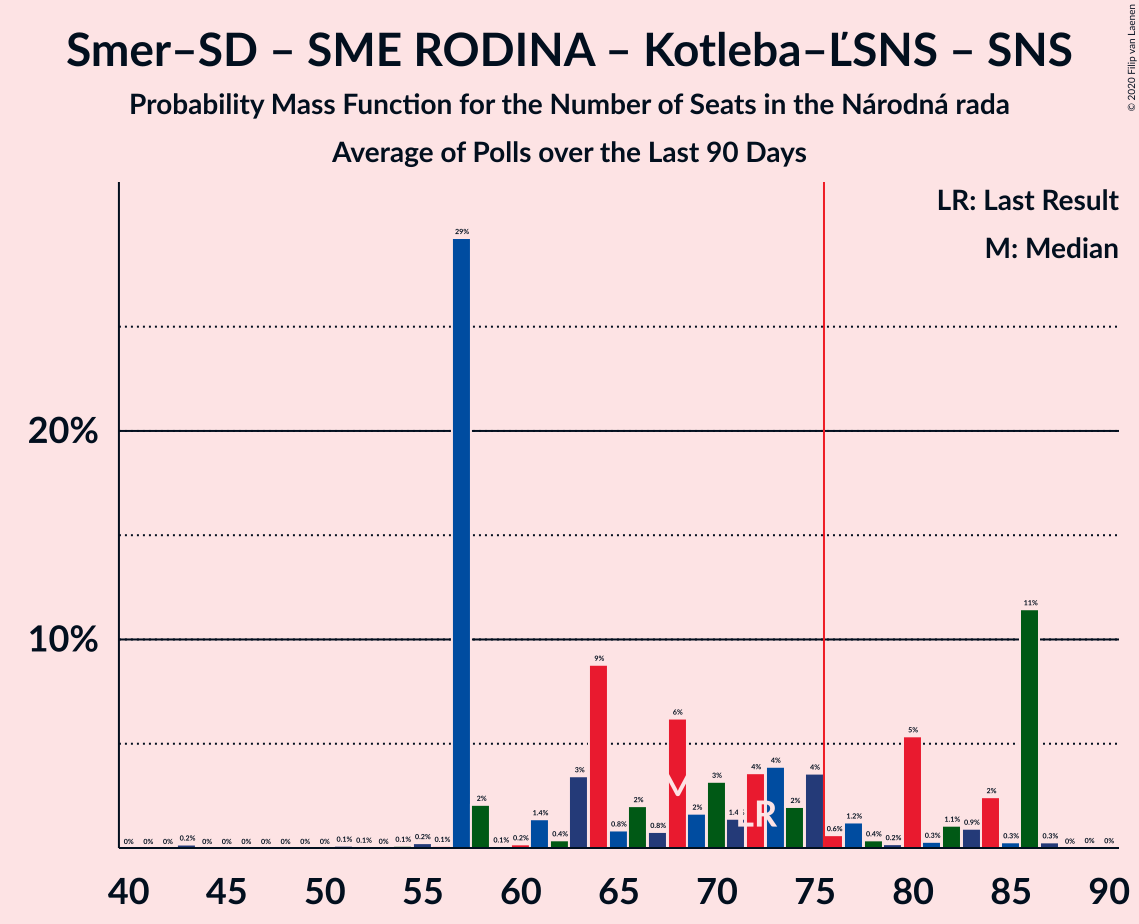 Smer–SD – SME RODINA – Kotleba–ĽSNS – SNS
Probability Mass Function for the Number of Seats in the Národná rada
Average of Polls over the Last 90 Days
© 2020 Filip van Laenen
LR: Last Result
M: Median
20%
10%
0% 0% 0% 0.2% 0% 0% 0% 0% 0% 0% 0% 0.1% 0.1% 0% 0.1% 0.2% 0.1% 29% 2% 0.1% 0.2% 1.4% 0.4% 3% 9% 0.8% 2% 0.8% 6% 2% 3% 1.4 4% 4% 2% 4% 0.6% 1.2% 0.4% 0.2% 5% 0.3% 1.1% 0.9% 2% 0.3% 11% 0.3% 0% 0% 0%
M
LR
40 45 50 55 60 65 70 75 80 85 90